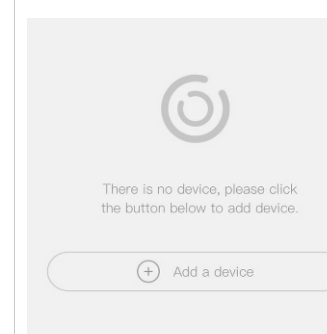 There is no device, please click
the button below to add device.
Add a device